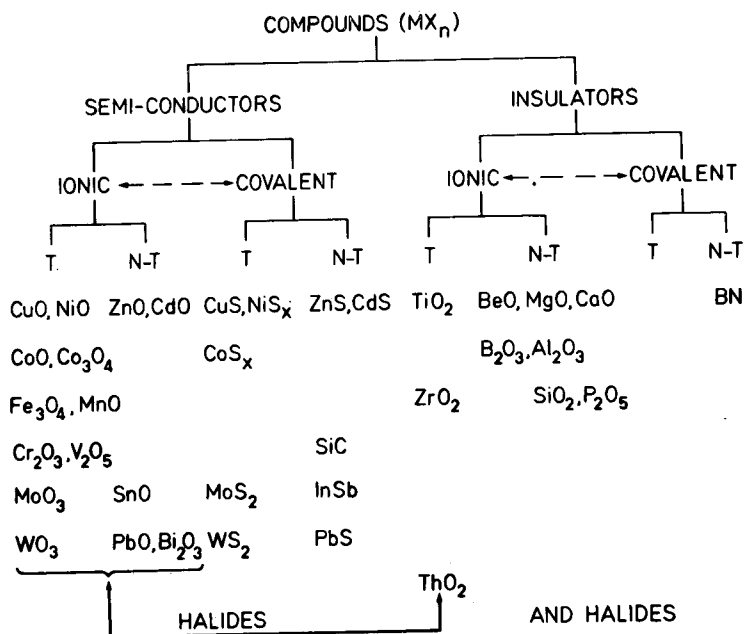 COMPOUNDS (MXₙ)
SEMI-CONDUCTORS INSULATORS
IONIC COVALENT IONIC COVALENT
T N-T T N-T T N-T T N-T
CuO, NiO ZnO, CdO CuS, NiSₓ ZnS, CdS TiO₂ BeO, MgO, CaO BN
CoO, Co₃O₄ CoSₓ B₂O₃, Al₂O₃
Fe₃O₄, MnO ZrO₂ SiO₂, P₂O₅
Cr₂O₃, V₂O₅ SiC
MoO₃ SnO MoS₂ InSb
WO₃ PbO, Bi₂O₃ WS₂ PbS
ThO₂
HALIDES AND HALIDES